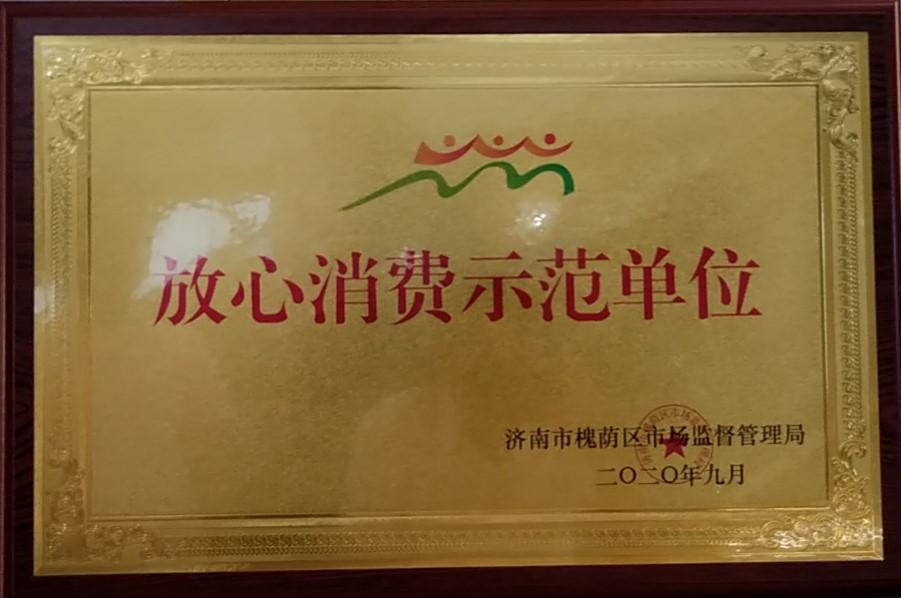 放心消费示范单位
济南市槐荫区市场监督管理局
二〇二〇年九月